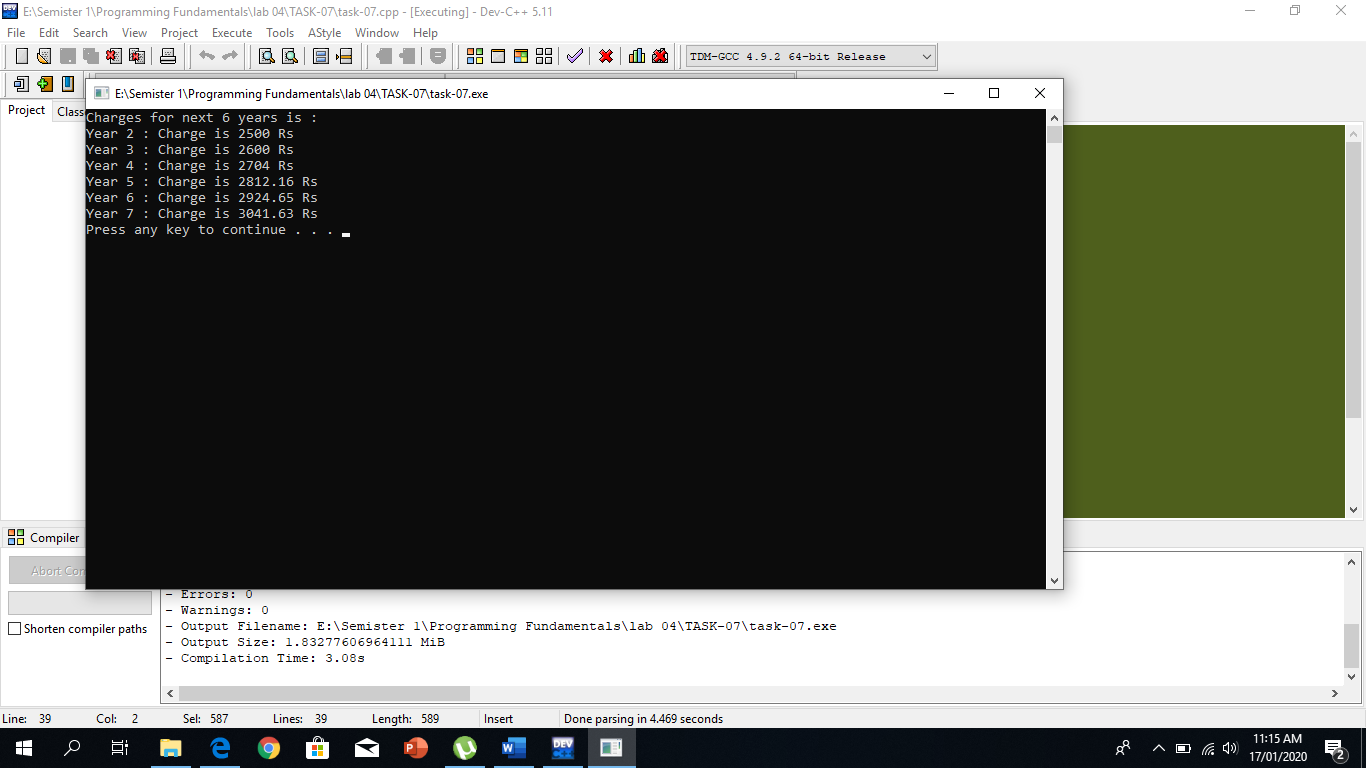 E:\Semister 1\Programming Fundamentals\lab 04\TASK-07\task-07.cpp - [Executing] - Dev-C++ 5.11
File Edit Search View Project Execute Tools AStyle Window Help
TDM-GCC 4.9.2 64-bit Release
E:\Semister 1\Programming Fundamentals\lab 04\TASK-07\task-07.exe
Project Class
Charges for next 6 years is :
Year 2 : Charge is 2500 Rs
Year 3 : Charge is 2600 Rs
Year 4 : Charge is 2704 Rs
Year 5 : Charge is 2812.16 Rs
Year 6 : Charge is 2924.65 Rs
Year 7 : Charge is 3041.63 Rs
Press any key to continue . . .
Compiler
Abort Con
- Errors: 0
- Warnings: 0
- Output Filename: E:\Semister 1\Programming Fundamentals\lab 04\TASK-07\task-07.exe
- Output Size: 1.83277606964111 MiB
- Compilation Time: 3.08s
Shorten compiler paths
Line: 39 Col: 2 Sel: 587 Lines: 39 Length: 589 Insert Done parsing in 4.469 seconds
DEV
11:15 AM
17/01/2020
2